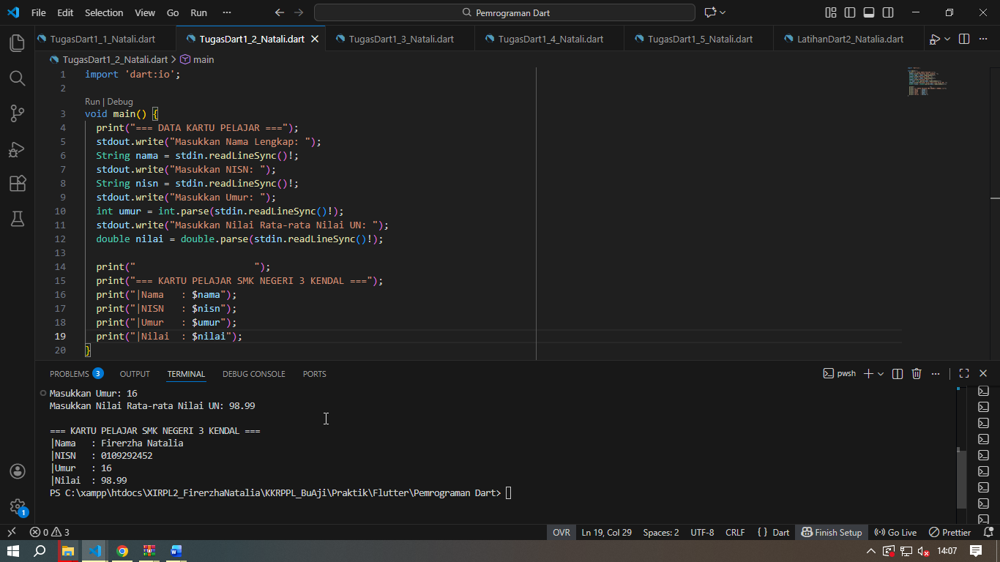 File Edit Selection View Go Run ··· Pemrograman Dart
TugasDart1_1_Natali.dart TugasDart1_2_Natali.dart TugasDart1_3_Natali.dart TugasDart1_4_Natali.dart TugasDart1_5_Natali.dart LatihanDart2_Natalia.dart
TugasDart1_2_Natali.dart > main
1 import 'dart:io';
2
Run | Debug
3 void main() {
4 print("=== DATA KARTU PELAJAR ===");
5 stdout.write("Masukkan Nama Lengkap: ");
6 String nama = stdin.readLineSync()!;
7 stdout.write("Masukkan NISN: ");
8 String nisn = stdin.readLineSync()!;
9 stdout.write("Masukkan Umur: ");
10 int umur = int.parse(stdin.readLineSync()!);
11 stdout.write("Masukkan Nilai Rata-rata Nilai UN: ");
12 double nilai = double.parse(stdin.readLineSync()!);
13
14 print("                     ");
15 print("=== KARTU PELAJAR SMK NEGERI 3 KENDAL ===");
16 print("|Nama   : $nama");
17 print("|NISN   : $nisn");
18 print("|Umur   : $umur");
19 print("|Nilai  : $nilai");
20 }
PROBLEMS 3 OUTPUT TERMINAL DEBUG CONSOLE PORTS pwsh
Masukkan Umur: 16
Masukkan Nilai Rata-rata Nilai UN: 98.99
=== KARTU PELAJAR SMK NEGERI 3 KENDAL ===
|Nama   : Firerzha Natalia
|NISN   : 0109292452
|Umur   : 16
|Nilai  : 98.99
PS C:\xampp\htdocs\XIRPL2_FirerzhaNatalia\KKRPPL_BuAji\Praktik\Flutter\Pemrograman Dart>
1
0 3 OVR Ln 19, Col 29 Spaces: 2 UTF-8 CRLF { } Dart Finish Setup Go Live Prettier
14:07